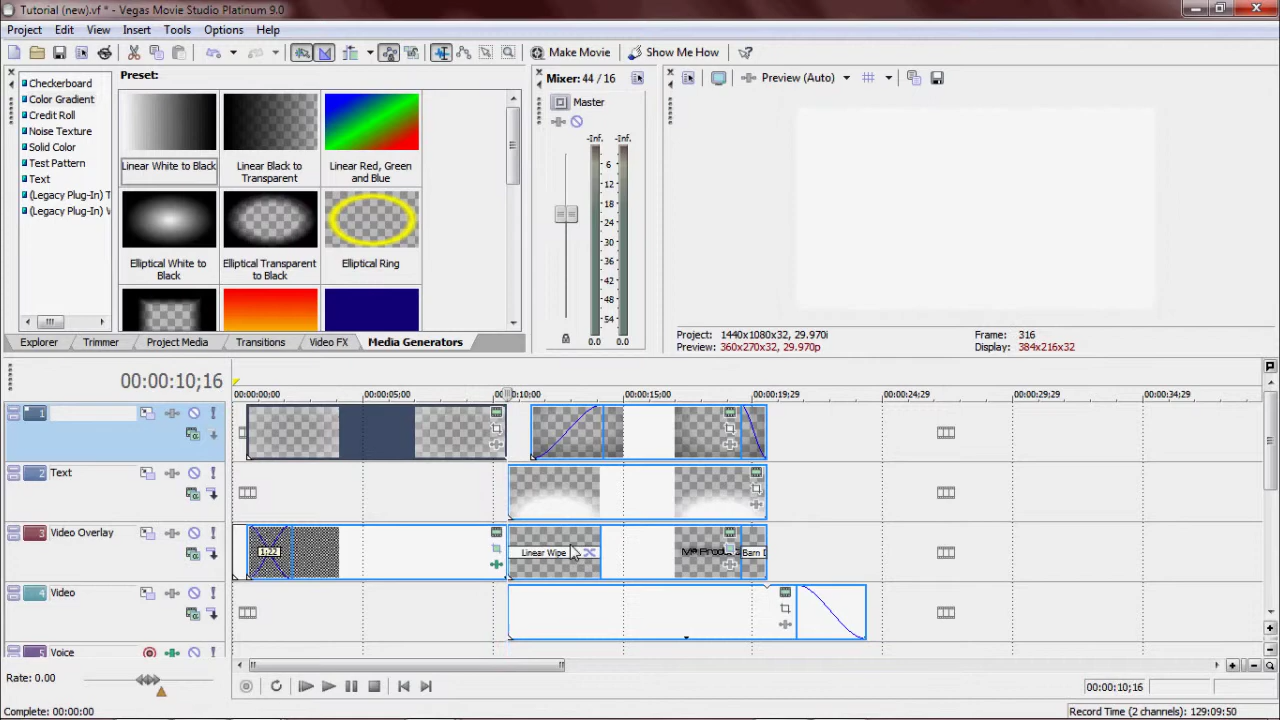 Tutorial (new).vf * - Vegas Movie Studio Platinum 9.0
Project Edit View Insert Tools Options Help
Make Movie Show Me How
Preset:
Checkerboard
Color Gradient
Credit Roll
Noise Texture
Solid Color
Test Pattern
Text
(Legacy Plug-In) T
(Legacy Plug-In)
Linear White to Black
Linear Black to Transparent
Linear Red, Green and Blue
Elliptical White to Black
Elliptical Transparent to Black
Elliptical Ring
Explorer Trimmer Project Media Transitions Video FX Media Generators
Mixer: 44 / 16
Master
-Inf. -Inf.
6
12
18
24
30
36
42
48
54
0.0 0.0
Preview (Auto)
Project: 1440x1080x32, 29.970i
Preview: 360x270x32, 29.970p
Frame: 316
Display: 384x216x32
00:00:10;16
00:00:00:00 00:00:05:00 00:00:10:00 00:00:15:00 00:00:19:29 00:00:24:29 00:00:29:29 00:00:34:29
1
2 Text
3 Video Overlay
1:22
Linear Wipe
Barn D
4 Video
5 Voice
Rate: 0.00
00:00:10;16
Complete: 00:00:00
Record Time (2 channels): 129:09:50